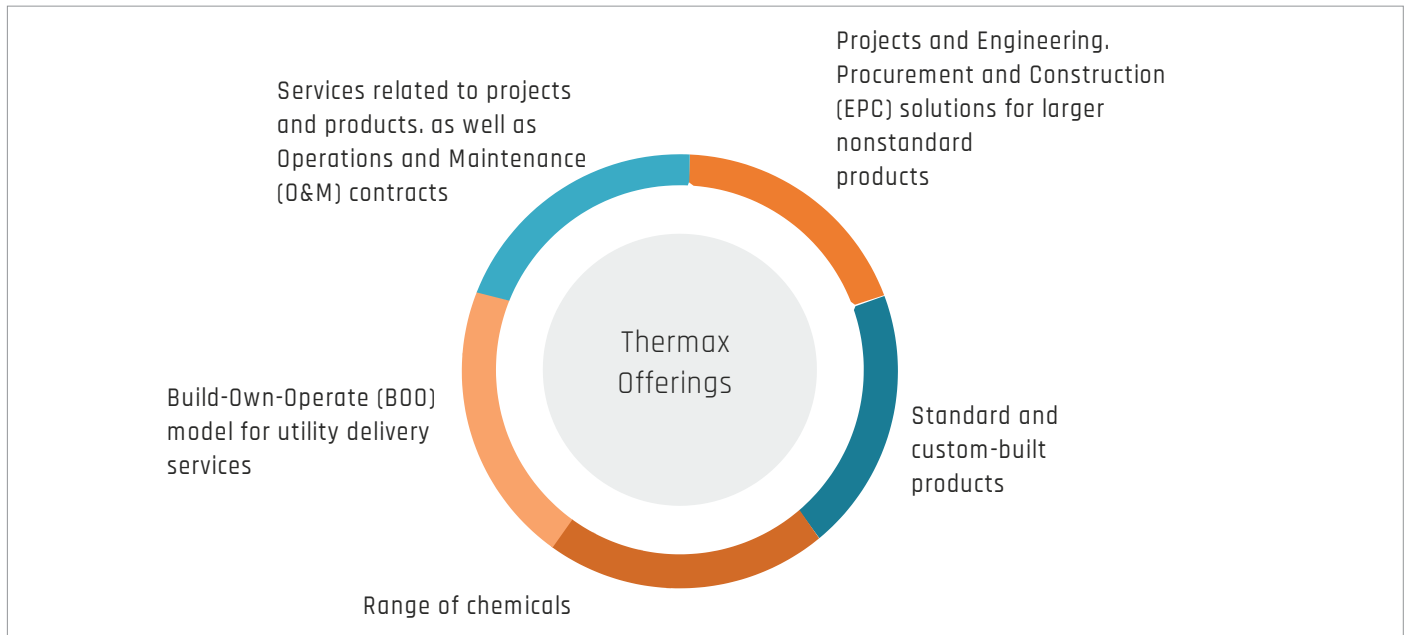 Projects and Engineering.
Procurement and Construction
(EPC) solutions for larger
nonstandard
products
Services related to projects
and products. as well as
Operations and Maintenance
(O&M) contracts
Thermax
Offerings
Build-Own-Operate (BOO)
model for utility delivery
services
Standard and
custom-built
products
Range of chemicals